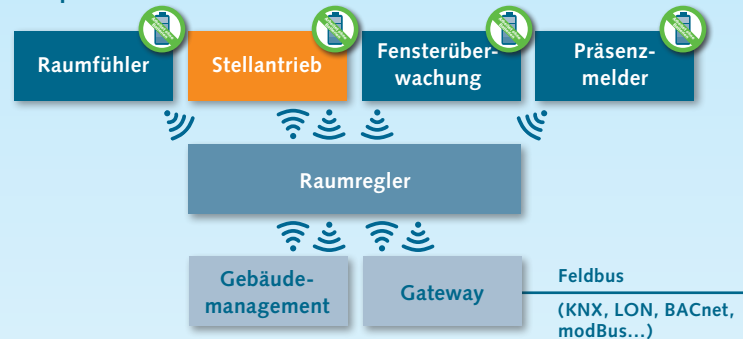 Raumfühler
Stellantrieb
Fensterüber-
wachung
Präsenz-
melder
Raumregler
Gebäude-
management
Gateway
Feldbus
(KNX, LON, BACnet,
modBus...)